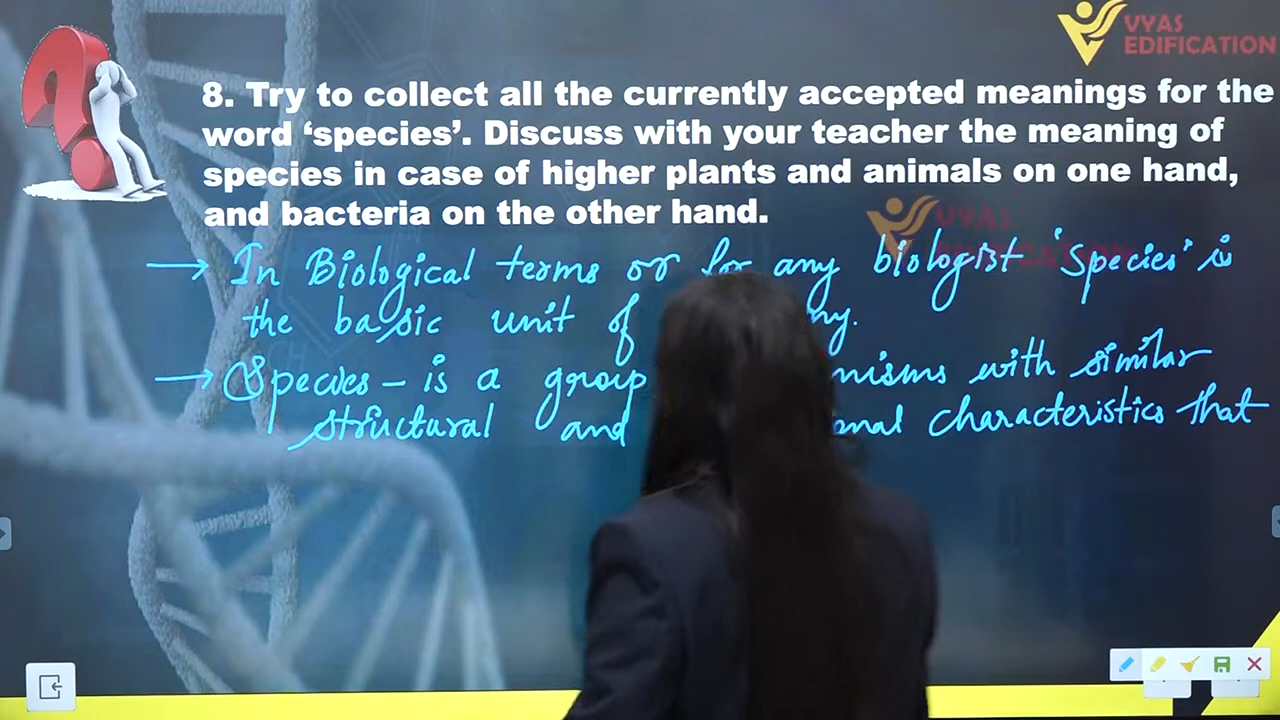 VYAS
EDIFICATION
8. Try to collect all the currently accepted meanings for the
word ‘species’. Discuss with your teacher the meaning of
species in case of higher plants and animals on one hand,
and bacteria on the other hand.
VYAS
→ In Biological terms or for any biologist 'Species' is
the basic unit of
→ Species – is a group with similar
structural and characteristics that